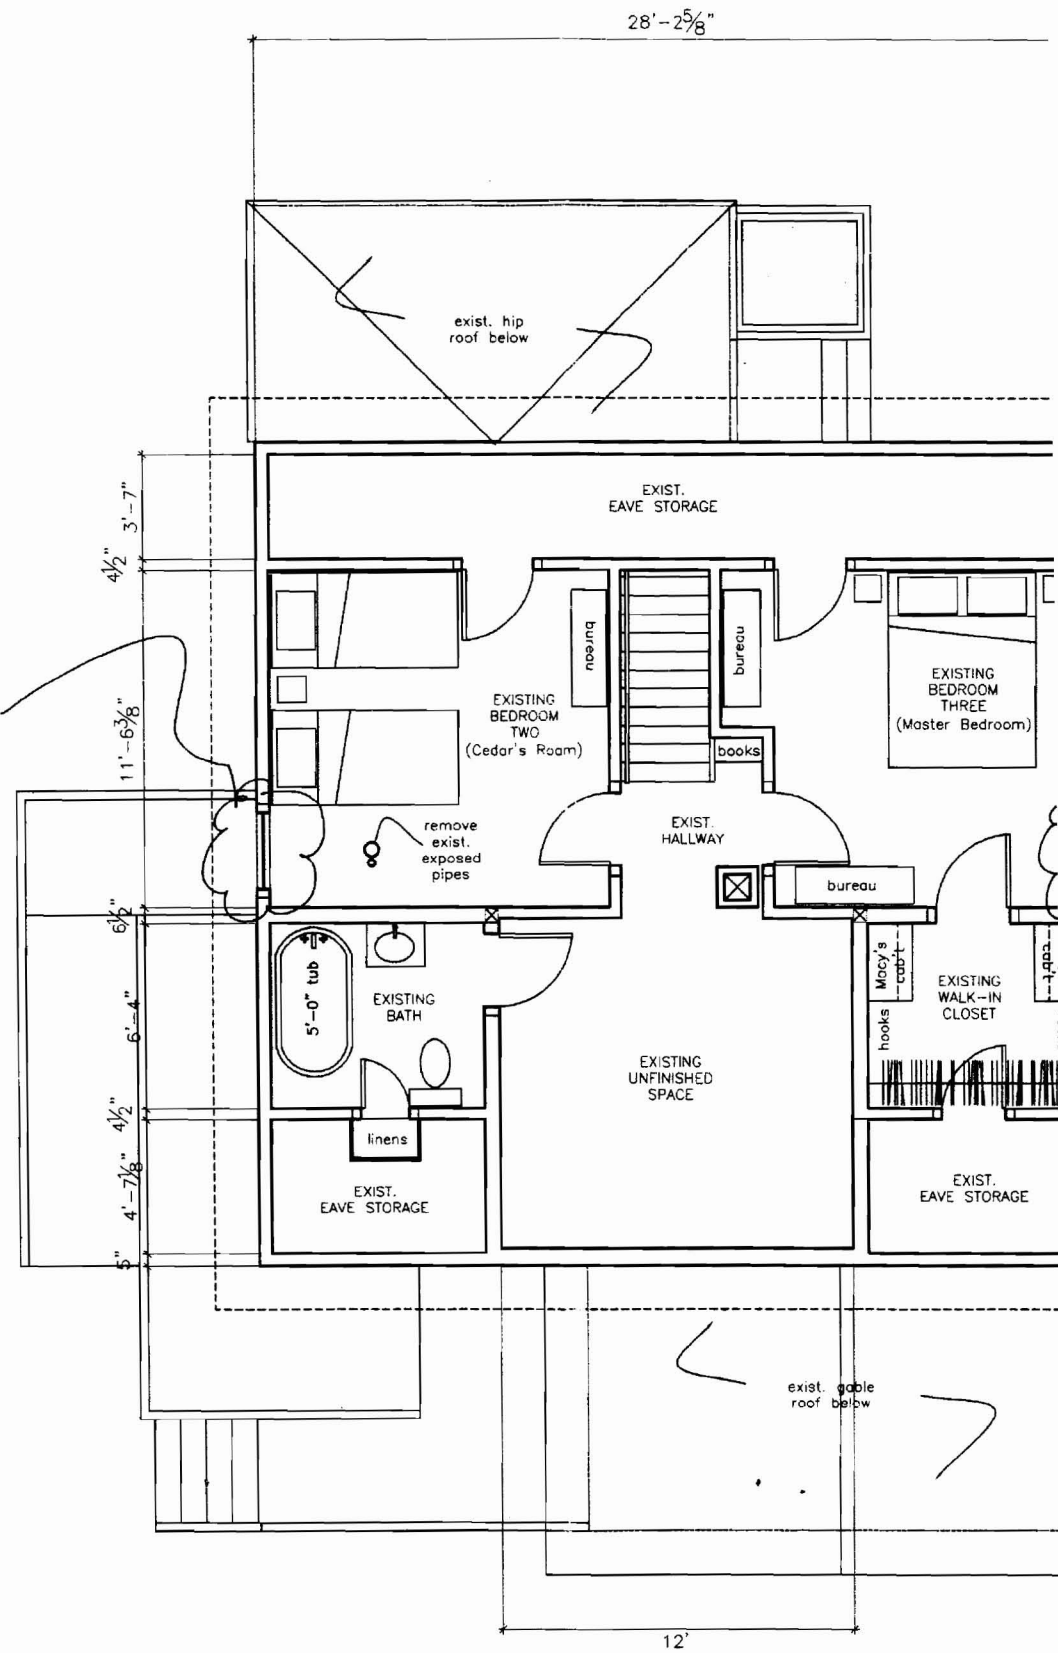 28'-2⅝"
exist. hip
roof below
EXIST.
EAVE STORAGE
3'-7"
4½"
bureau
bureau
EXISTING
BEDROOM
TWO
(Cedar's Room)
EXISTING
BEDROOM
THREE
(Master Bedroom)
11'-6⅜"
books
remove
exist.
exposed
pipes
EXIST.
HALLWAY
bureau
6½"
5'-0" tub
EXISTING
BATH
Macy's
cab't
cab't
EXISTING
WALK-IN
CLOSET
hooks
6'-4"
EXISTING
UNFINISHED
SPACE
4½"
linens
4'-7⅛"
EXIST.
EAVE STORAGE
EXIST.
EAVE STORAGE
5"
exist. gable
roof below
12'